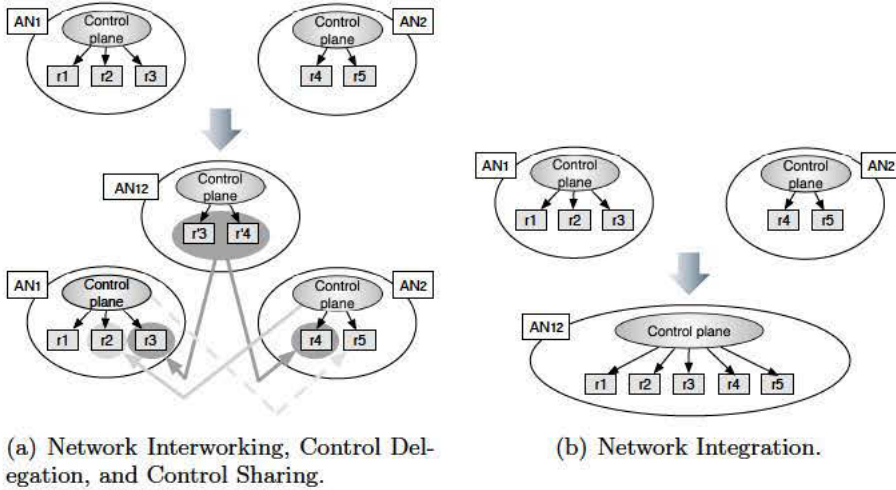 AN1
Control
plane
r1 r2 r3
Control
plane
AN2
r4 r5
AN12
Control
plane
r'3 r'4
AN1
Control
plane
r1 r2 r3
Control
plane
AN2
r4 r5
(a) Network Interworking, Control Del-
egation, and Control Sharing.
AN1
Control
plane
r1 r2 r3
Control
plane
AN2
r4 r5
AN12
Control plane
r1 r2 r3 r4 r5
(b) Network Integration.